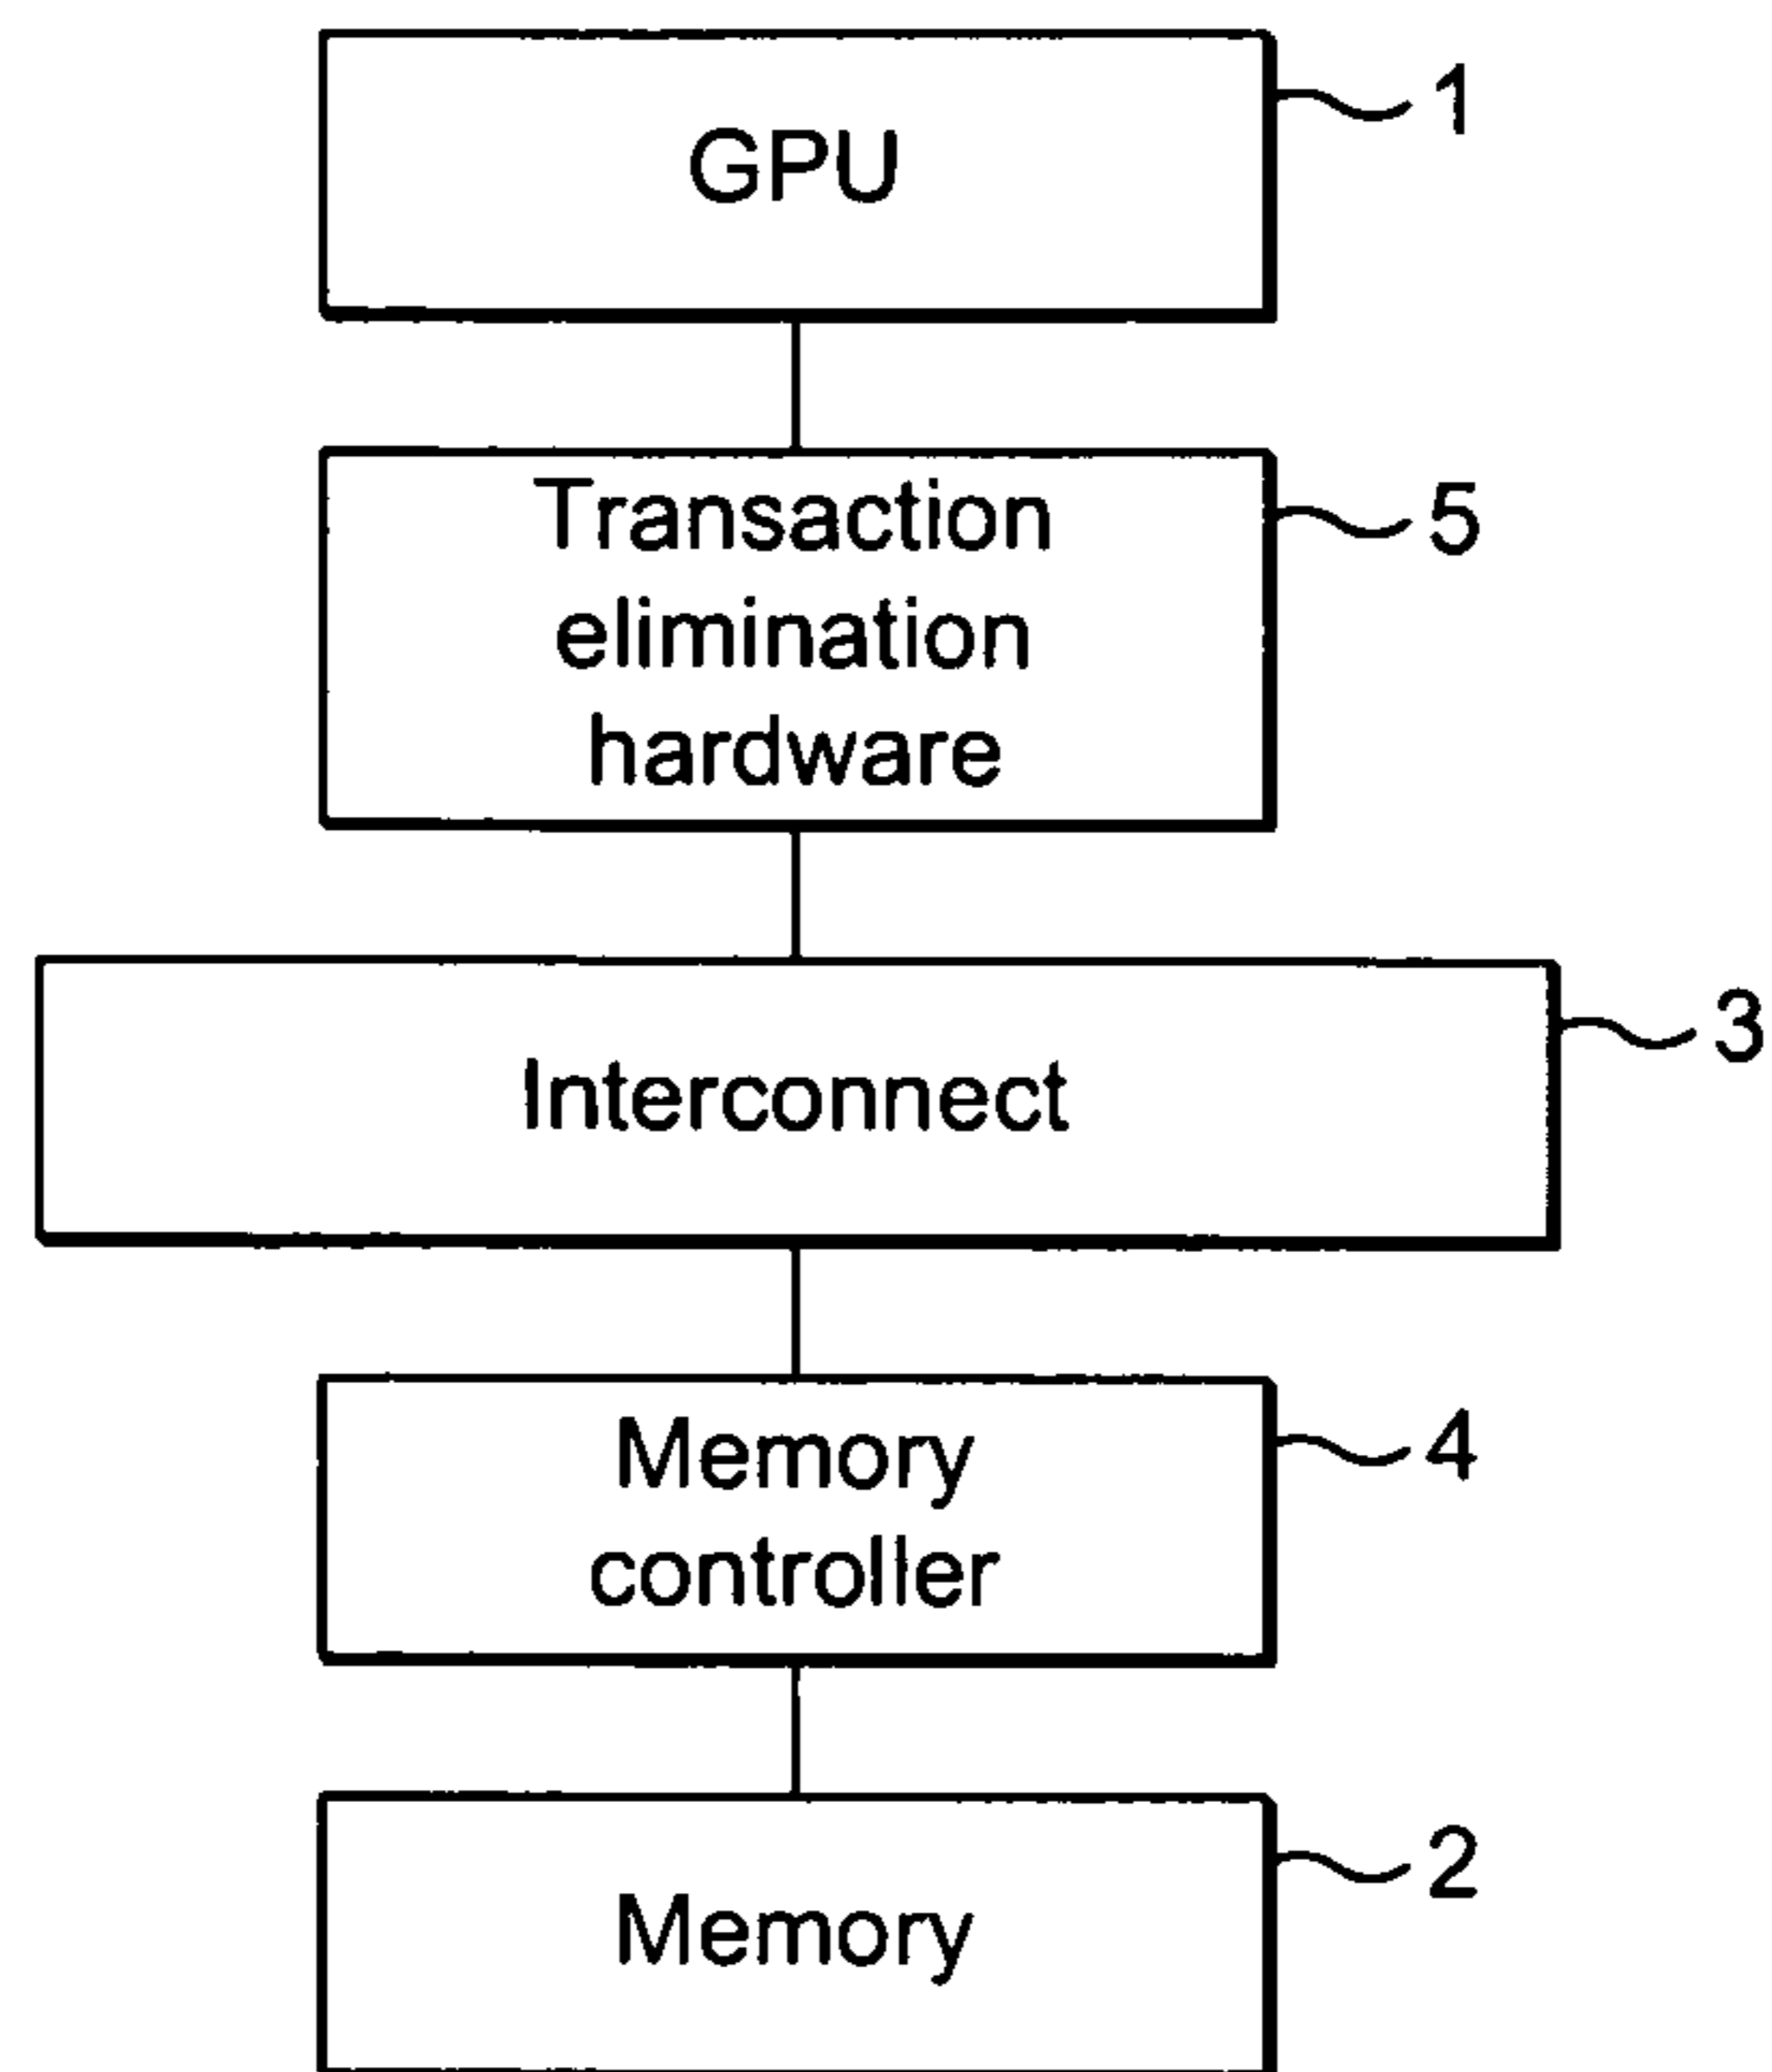 GPU
1
Transaction
elimination
hardware
5
Interconnect
3
Memory
controller
4
Memory
2